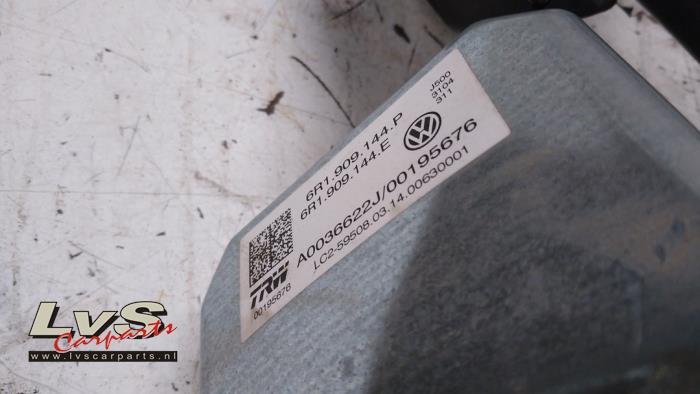 6R1.909.144.P
6R1.909.144.E
VW
J500
3104
311
A0036622J/00195676
LC2-59508.03.14.00630001
TRW
00195676
LvS
Carparts
www.lvscarparts.nl